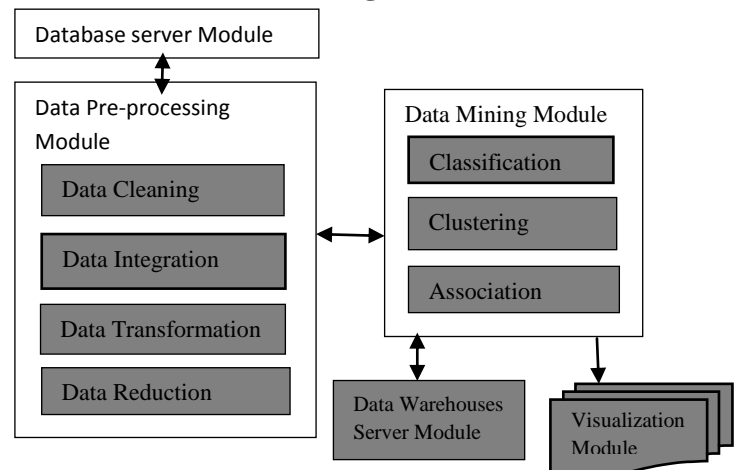 Database server Module
Data Pre-processing
Module
Data Cleaning
Data Integration
Data Transformation
Data Reduction
Data Mining Module
Classification
Clustering
Association
Data Warehouses
Server Module
Visualization
Module